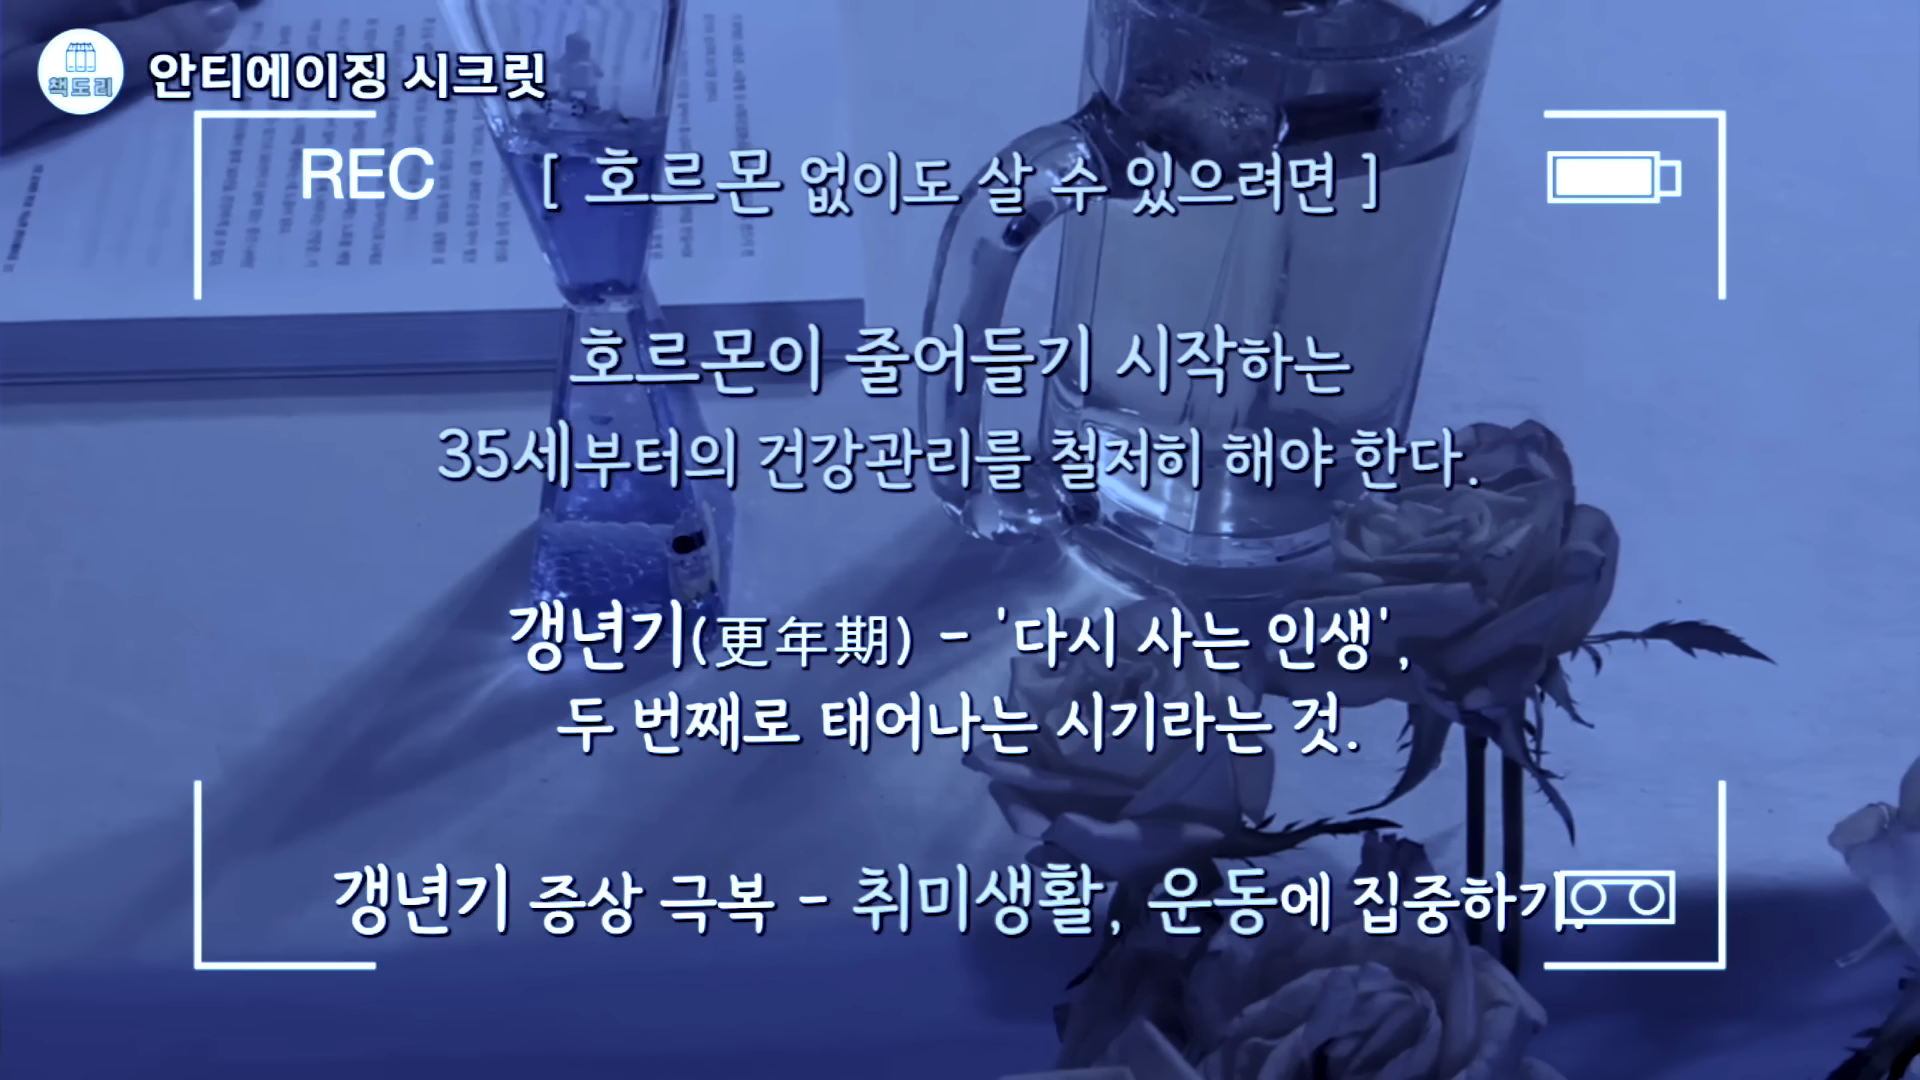 책도리
안티에이징 시크릿
REC
[ 호르몬 없이도 살 수 있으려면 ]
호르몬이 줄어들기 시작하는
35세부터의 건강관리를 철저히 해야 한다.
갱년기(更年期) - '다시 사는 인생',
두 번째로 태어나는 시기라는 것.
갱년기 증상 극복 - 취미생활, 운동에 집중하기.